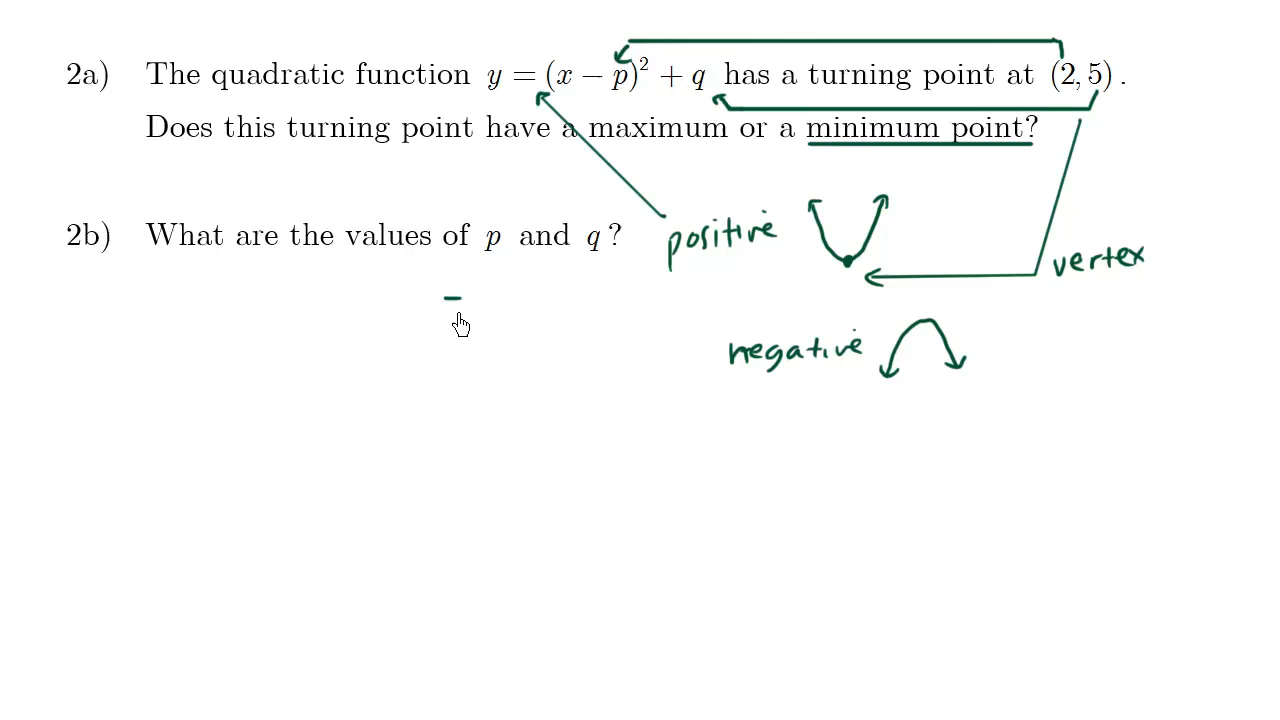 2a) The quadratic function y = (x − p)² + q has a turning point at (2, 5).
Does this turning point have a maximum or a minimum point?
2b) What are the values of p and q?
positive
vertex
negative